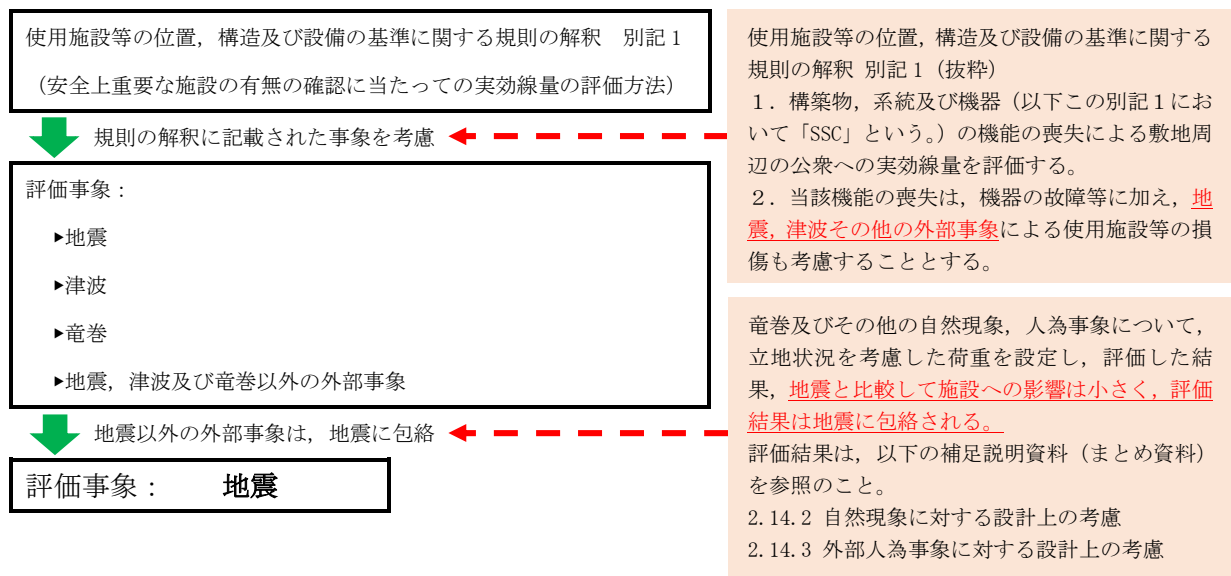 使用施設等の位置，構造及び設備の基準に関する規則の解釈　別記１
（安全上重要な施設の有無の確認に当たっての実効線量の評価方法）
規則の解釈に記載された事象を考慮
評価事象：
▶地震
▶津波
▶竜巻
▶地震，津波及び竜巻以外の外部事象
地震以外の外部事象は，地震に包絡
評価事象：　地震
使用施設等の位置，構造及び設備の基準に関する
規則の解釈 別記１（抜粋）
１．構築物，系統及び機器（以下この別記１にお
いて「SSC」という。）の機能の喪失による敷地周
辺の公衆への実効線量を評価する。
２．当該機能の喪失は，機器の故障等に加え，地
震，津波その他の外部事象による使用施設等の損
傷も考慮することとする。
竜巻及びその他の自然現象，人為事象について，
立地状況を考慮した荷重を設定し，評価した結
果，地震と比較して施設への影響は小さく，評価
結果は地震に包絡される。
評価結果は，以下の補足説明資料（まとめ資料）
を参照のこと。
2.14.2 自然現象に対する設計上の考慮
2.14.3 外部人為事象に対する設計上の考慮